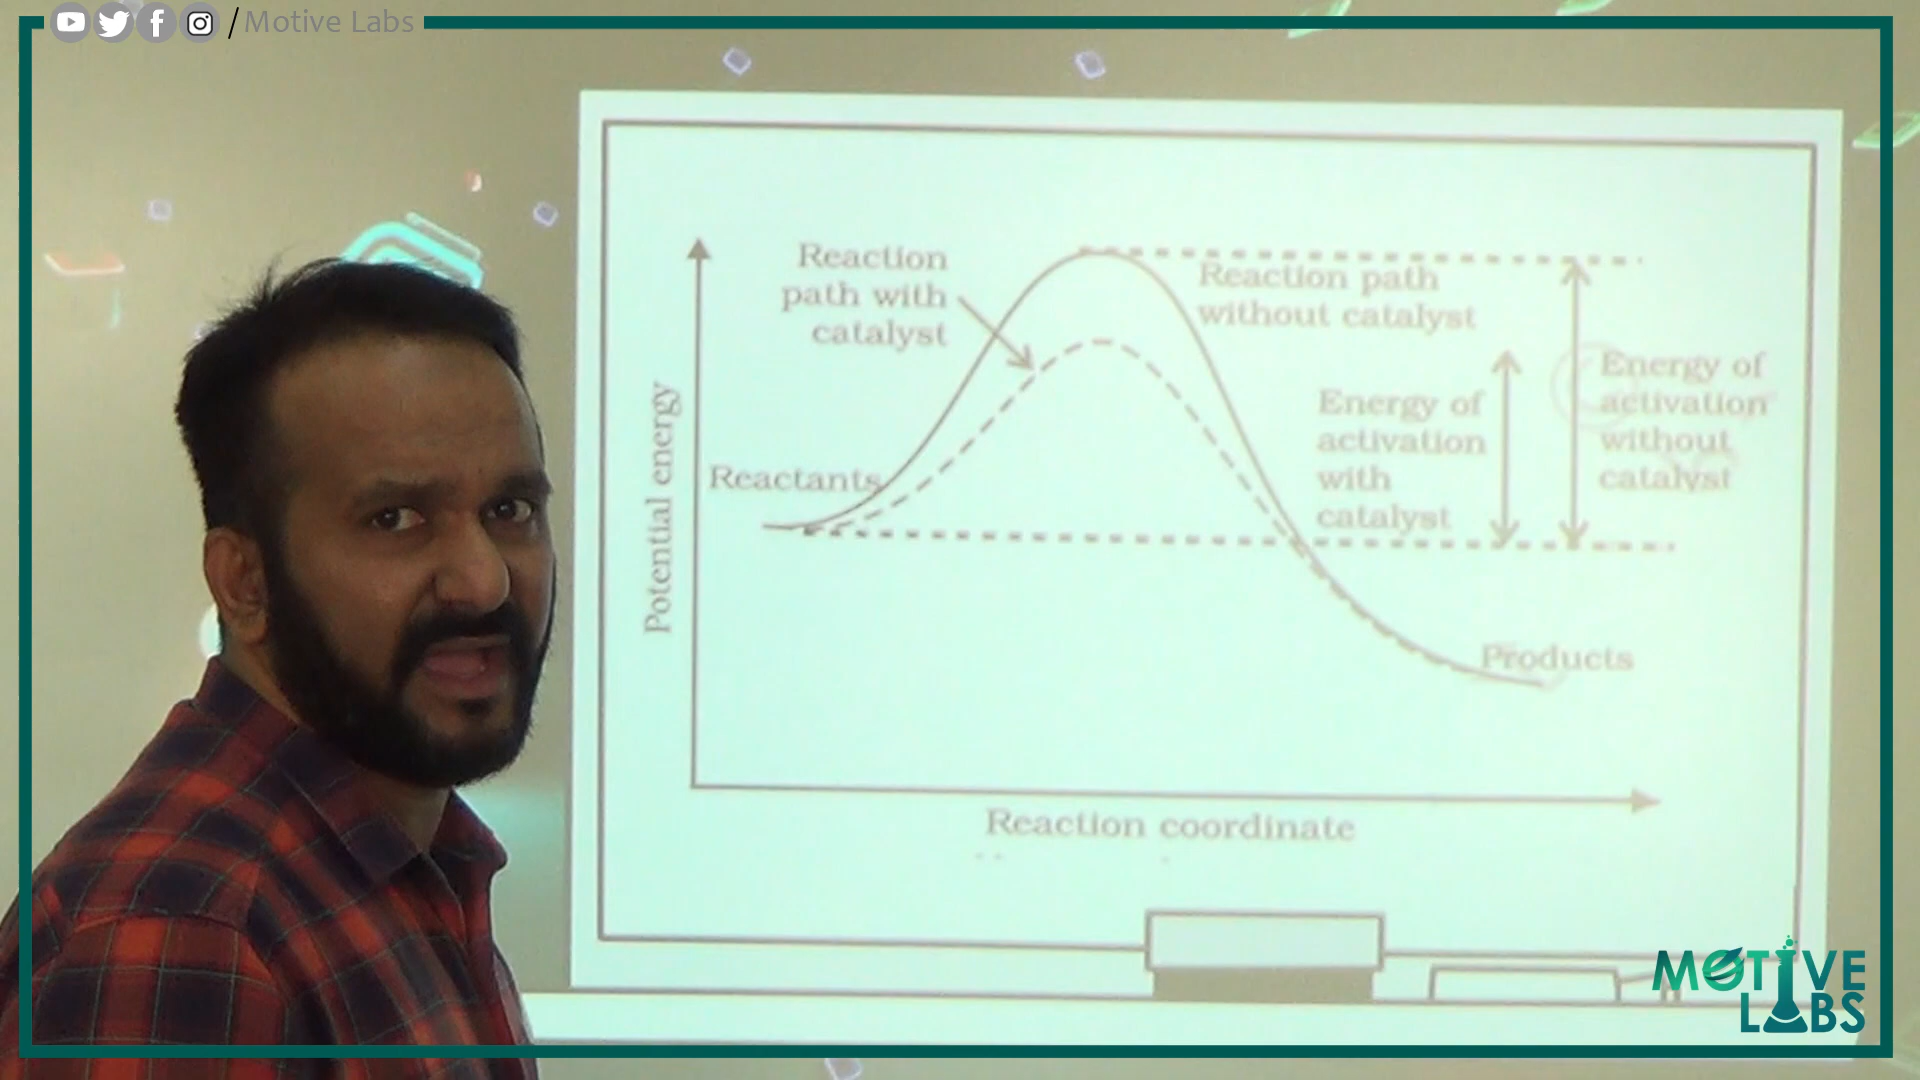 / Motive Labs
Reaction
path with
catalyst
Reaction path
without catalyst
Energy of
activation
with
catalyst
Energy of
activation
without
catalyst
Reactants
Potential energy
Products
Reaction coordinate
MOTIVE
LABS